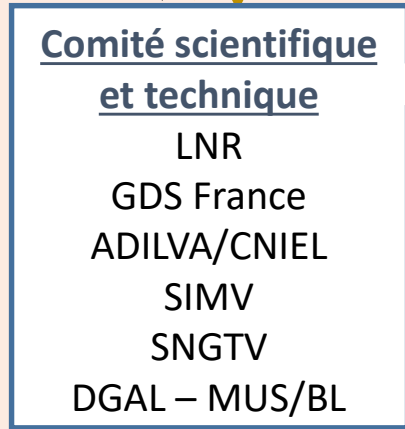 Comité scientifique
et technique
LNR
GDS France
ADILVA/CNIEL
SIMV
SNGTV
DGAL – MUS/BL